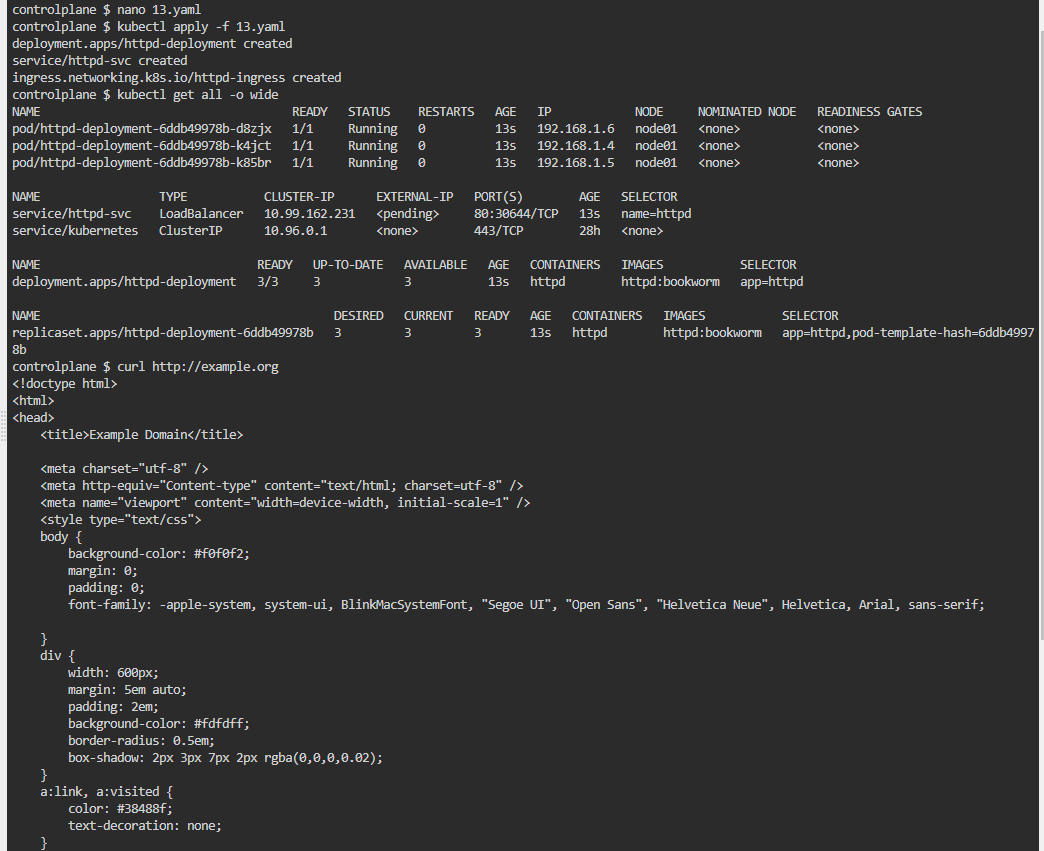 controlplane $ nano 13.yaml
controlplane $ kubectl apply -f 13.yaml
deployment.apps/httpd-deployment created
service/httpd-svc created
ingress.networking.k8s.io/httpd-ingress created
controlplane $ kubectl get all -o wide
NAME                                    READY   STATUS    RESTARTS   AGE   IP            NODE     NOMINATED NODE   READINESS GATES
pod/httpd-deployment-6ddb49978b-d8zjx   1/1     Running   0          13s   192.168.1.6   node01   <none>           <none>
pod/httpd-deployment-6ddb49978b-k4jct   1/1     Running   0          13s   192.168.1.4   node01   <none>           <none>
pod/httpd-deployment-6ddb49978b-k85br   1/1     Running   0          13s   192.168.1.5   node01   <none>           <none>

NAME                 TYPE           CLUSTER-IP      EXTERNAL-IP   PORT(S)        AGE   SELECTOR
service/httpd-svc    LoadBalancer   10.99.162.231   <pending>     80:30644/TCP   13s   name=httpd
service/kubernetes   ClusterIP      10.96.0.1       <none>        443/TCP        28h   <none>

NAME                               READY   UP-TO-DATE   AVAILABLE   AGE   CONTAINERS   IMAGES           SELECTOR
deployment.apps/httpd-deployment   3/3     3            3           13s   httpd        httpd:bookworm   app=httpd

NAME                                          DESIRED   CURRENT   READY   AGE   CONTAINERS   IMAGES           SELECTOR
replicaset.apps/httpd-deployment-6ddb49978b   3         3         3       13s   httpd        httpd:bookworm   app=httpd,pod-template-hash=6ddb4997
8b
controlplane $ curl http://example.org
<!doctype html>
<html>
<head>
    <title>Example Domain</title>

    <meta charset="utf-8" />
    <meta http-equiv="Content-type" content="text/html; charset=utf-8" />
    <meta name="viewport" content="width=device-width, initial-scale=1" />
    <style type="text/css">
    body {
        background-color: #f0f0f2;
        margin: 0;
        padding: 0;
        font-family: -apple-system, system-ui, BlinkMacSystemFont, "Segoe UI", "Open Sans", "Helvetica Neue", Helvetica, Arial, sans-serif;

    }
    div {
        width: 600px;
        margin: 5em auto;
        padding: 2em;
        background-color: #fdfdff;
        border-radius: 0.5em;
        box-shadow: 2px 3px 7px 2px rgba(0,0,0,0.02);
    }
    a:link, a:visited {
        color: #38488f;
        text-decoration: none;
    }